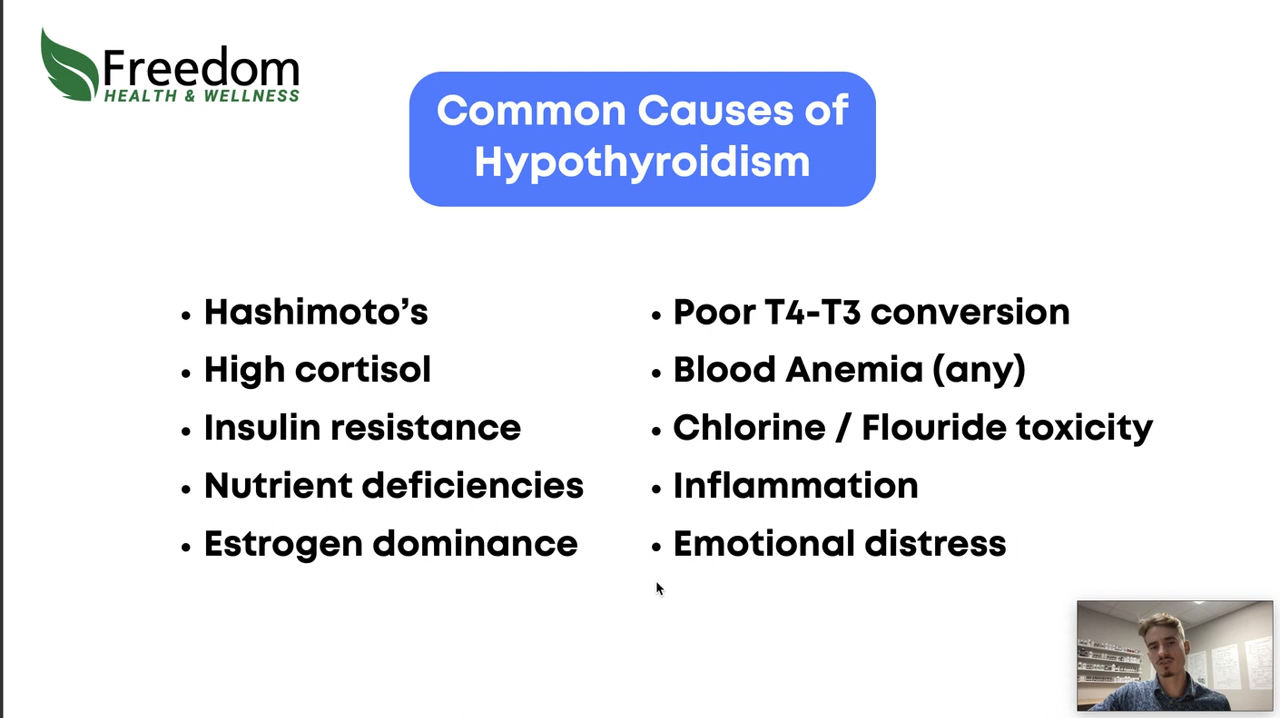 Freedom
HEALTH & WELLNESS
Common Causes of
Hypothyroidism
• Hashimoto’s
• High cortisol
• Insulin resistance
• Nutrient deficiencies
• Estrogen dominance
• Poor T4-T3 conversion
• Blood Anemia (any)
• Chlorine / Flouride toxicity
• Inflammation
• Emotional distress